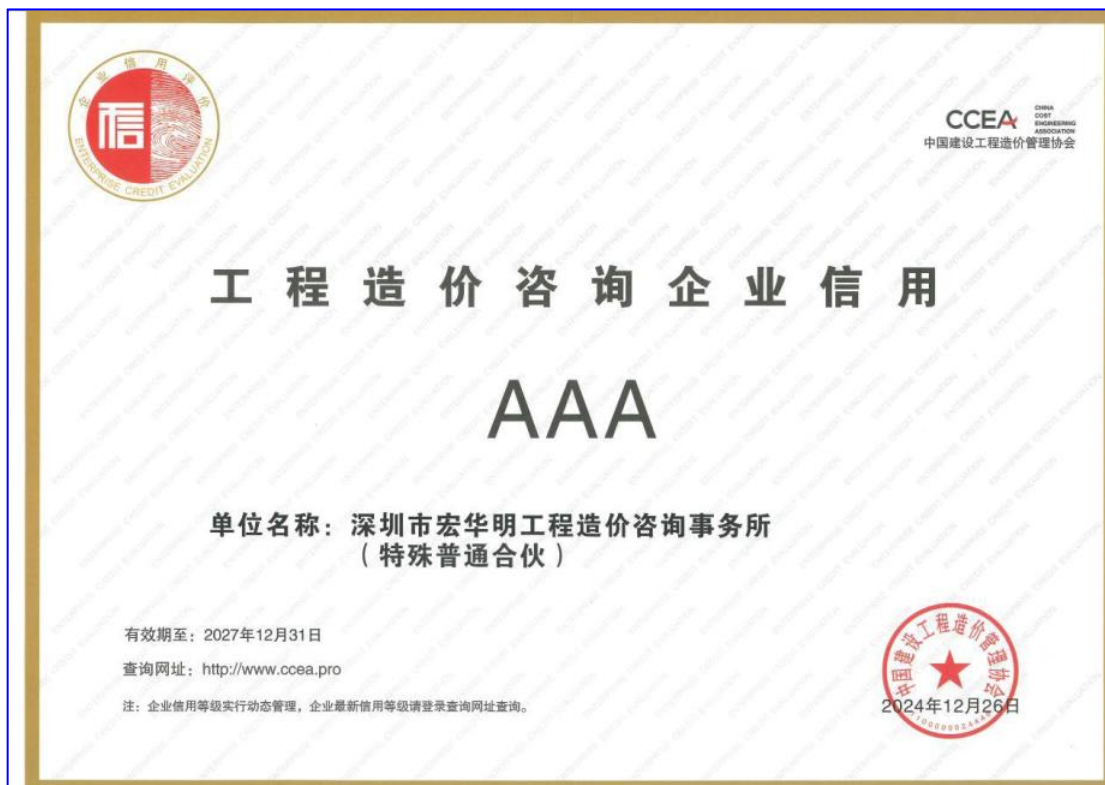 企业信用评价
ENTERPRISE CREDIT EVALUATION
信
CCEA
CHINA
COST
ENGINEERING
ASSOCIATION
中国建设工程造价管理协会
工程造价咨询企业信用
AAA
单位名称：深圳市宏华明工程造价咨询事务所
（特殊普通合伙）
有效期至：2027年12月31日
查询网址：http://www.ccea.pro
注：企业信用等级实行动态管理，企业最新信用等级请登录查询网址查询。
中国建设工程造价管理协会
2024年12月26日